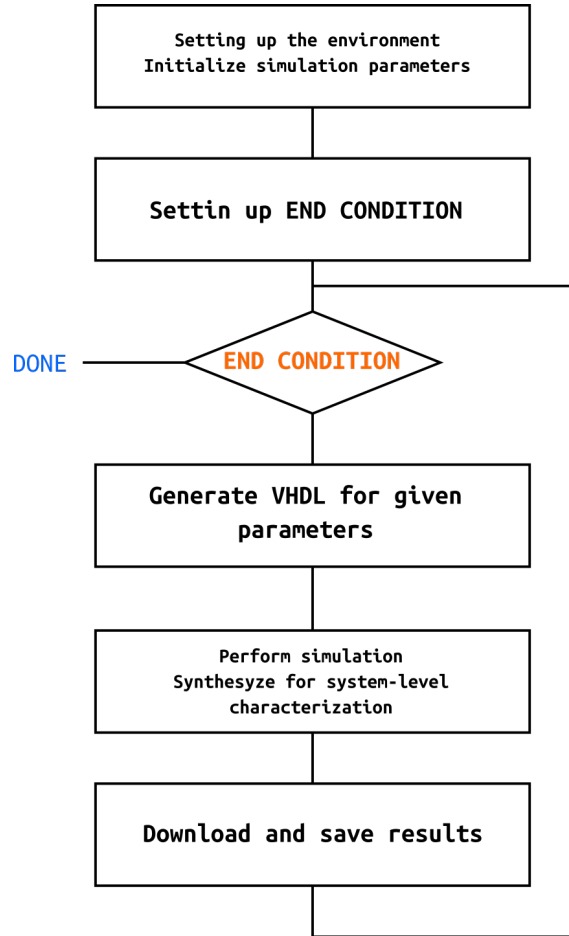 Setting up the environment
Initialize simulation parameters
Settin up END CONDITION
DONE
END CONDITION
Generate VHDL for given
parameters
Perform simulation
Synthesyze for system-level
characterization
Download and save results